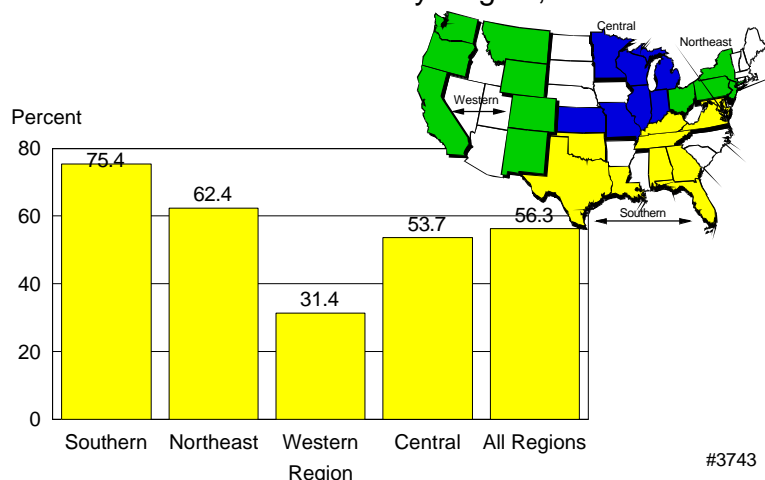 Central
Northeast
Western
Southern
Percent
80
60
40
20
0
75.4
62.4
31.4
53.7
56.3
Southern Northeast Western Central All Regions
Region
#3743